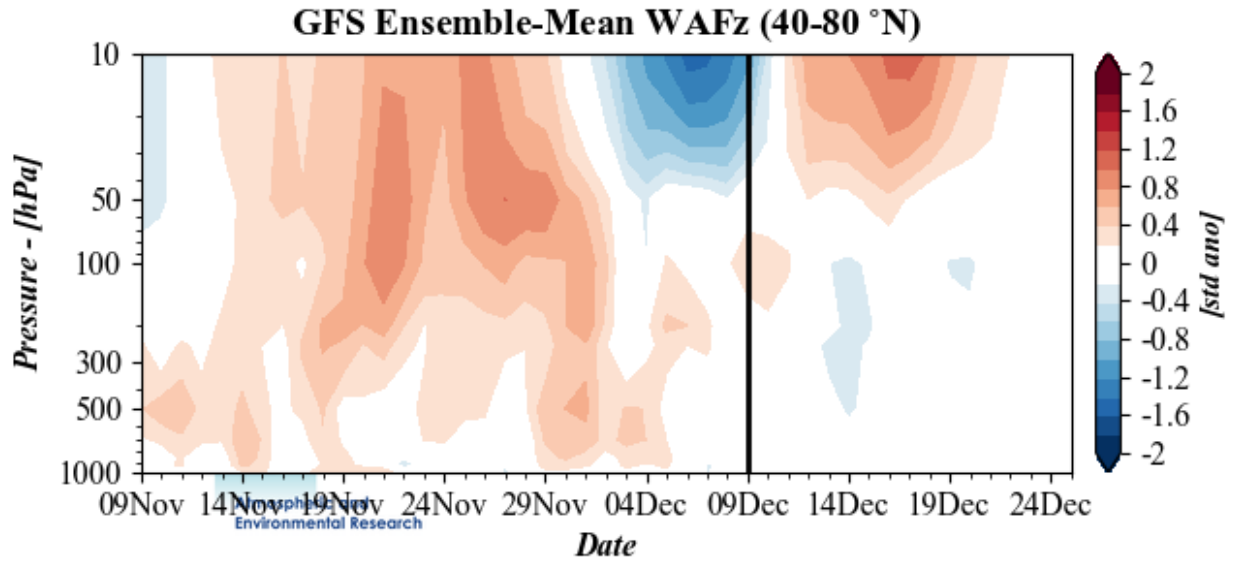 GFS Ensemble-Mean WAFz (40-80 °N)
Pressure - [hPa]
10
50
100
300
500
1000
09Nov 14Nov 19Nov 24Nov 29Nov 04Dec 09Dec 14Dec 19Dec 24Dec
Atmospheric and
Environmental Research
Date
2
1.6
1.2
0.8
0.4
0
-0.4
-0.8
-1.2
-1.6
-2
[std ano]